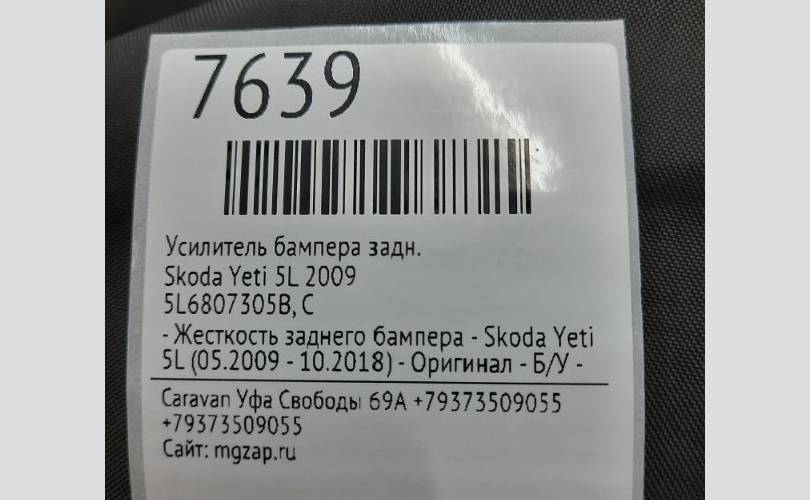 7639
Усилитель бампера задн.
Skoda Yeti 5L 2009
5L6807305B, C
- Жесткость заднего бампера - Skoda Yeti
5L (05.2009 - 10.2018) - Оригинал - Б/У -
Caravan Уфа Свободы 69А +79373509055
+79373509055
Сайт: mgzap.ru